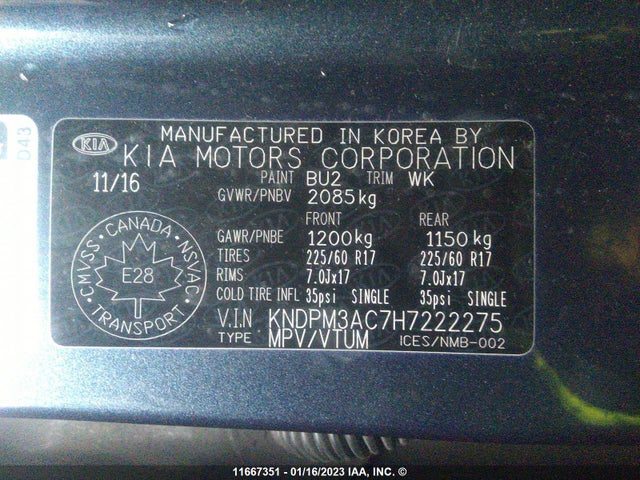 D43
KIA
MANUFACTURED IN KOREA BY
KIA MOTORS CORPORATION
11/16 PAINT BU2 TRIM WK
GVWR/PNBV 2085kg
FRONT REAR
GAWR/PNBE 1200kg 1150kg
TIRES 225/60 R17 225/60 R17
RIMS 7.0Jx17 7.0Jx17
COLD TIRE INFL 35psi SINGLE 35psi SINGLE
V.I.N KNDPM3AC7H7222275
TYPE MPV/VTUM ICES/NMB-002
CMVSS · CANADA · NSVAC
E28
TRANSPORT
11667351 - 01/16/2023 IAA, INC. ©